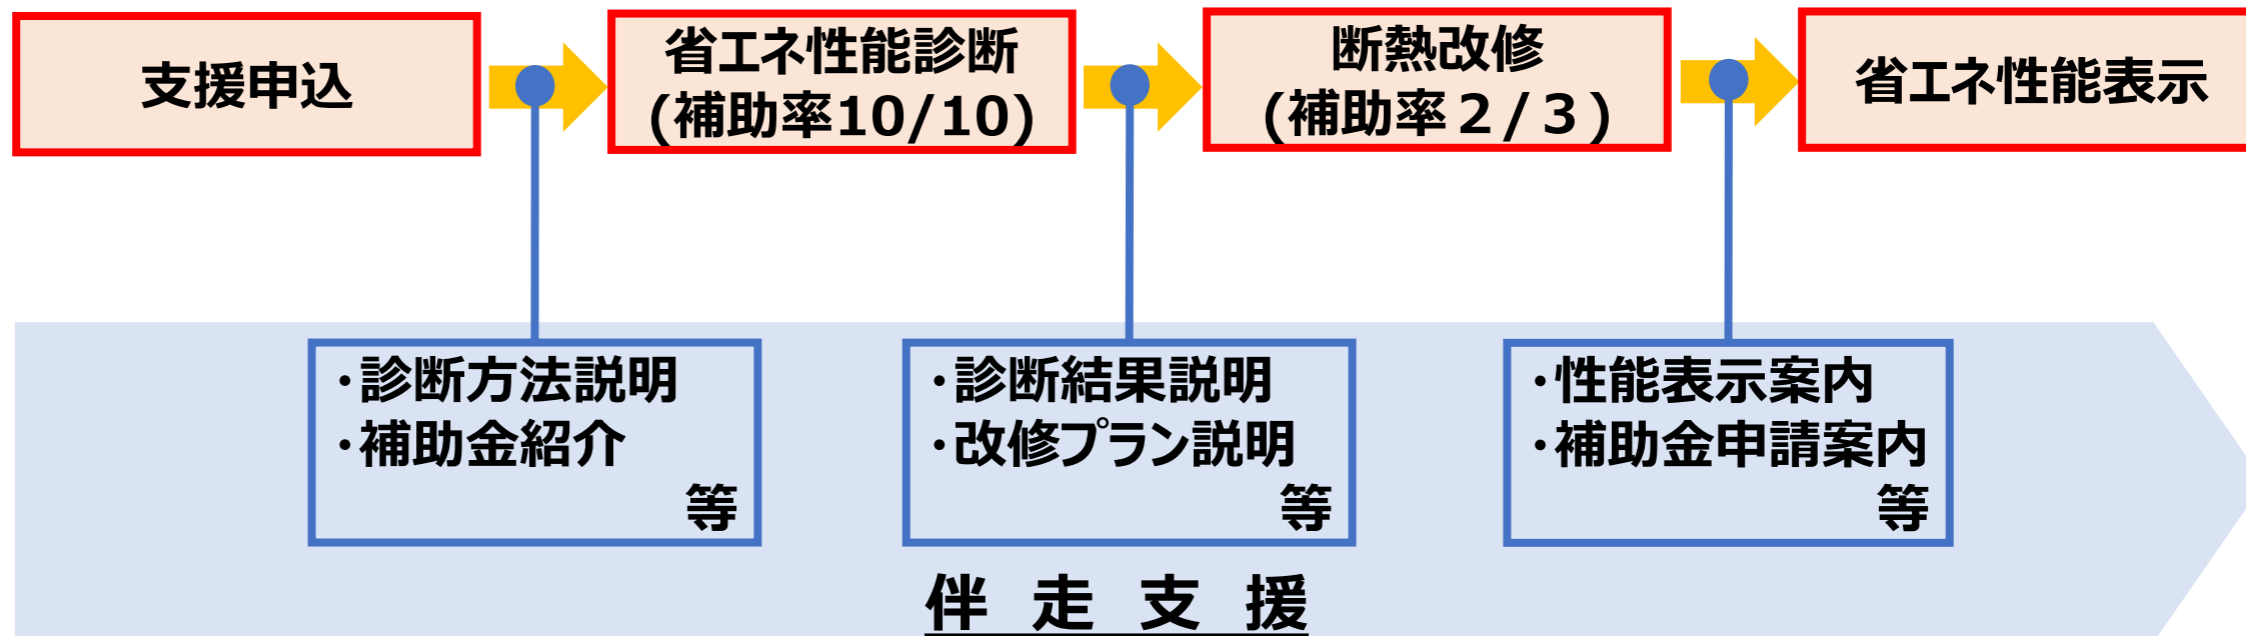 支援申込
省エネ性能診断
(補助率10/10)
断熱改修
(補助率２/３)
省エネ性能表示
・診断方法説明
・補助金紹介
等
・診断結果説明
・改修プラン説明
等
・性能表示案内
・補助金申請案内
等
伴 走 支 援